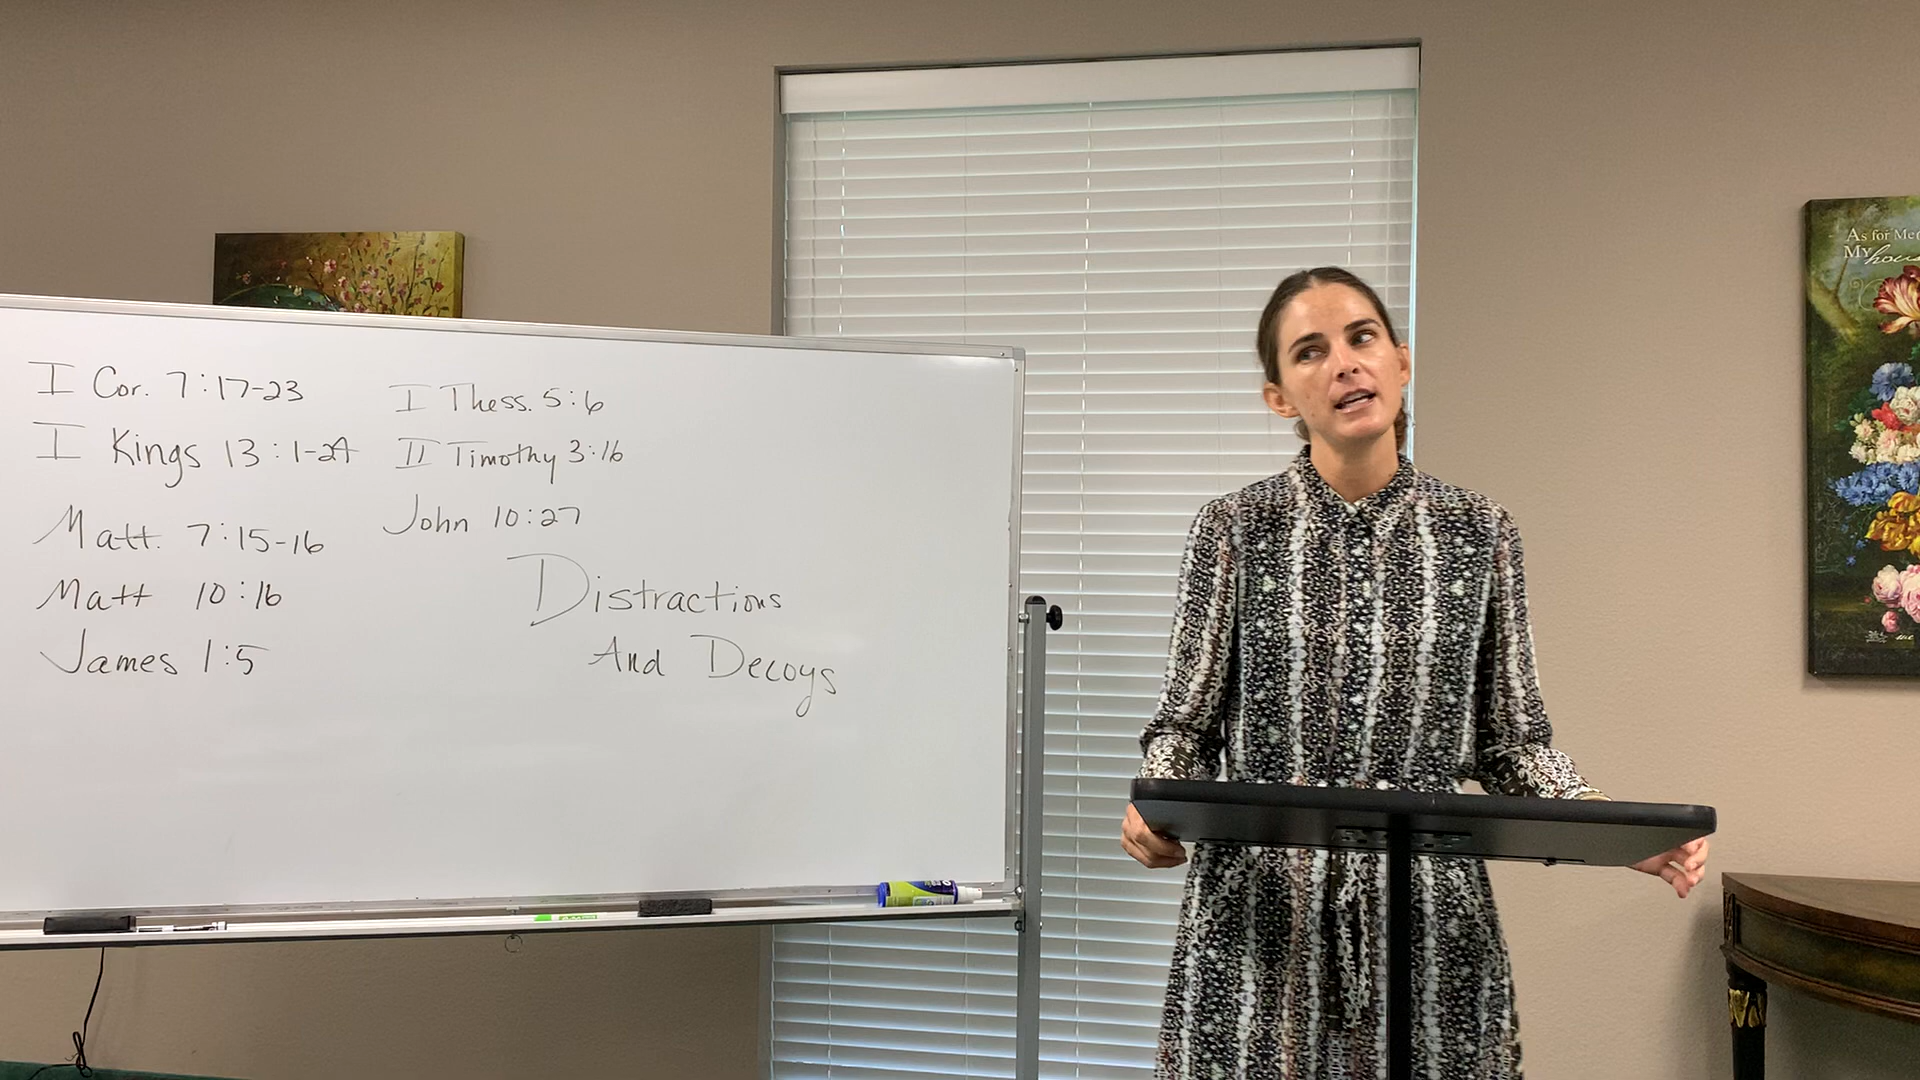 I Cor. 7:17-23
I Kings 13:1-24
Matt. 7:15-16
Matt 10:16
James 1:5
I Thess. 5:6
II Timothy 3:16
John 10:27
Distractions
And Decoys
As for Me
My hous